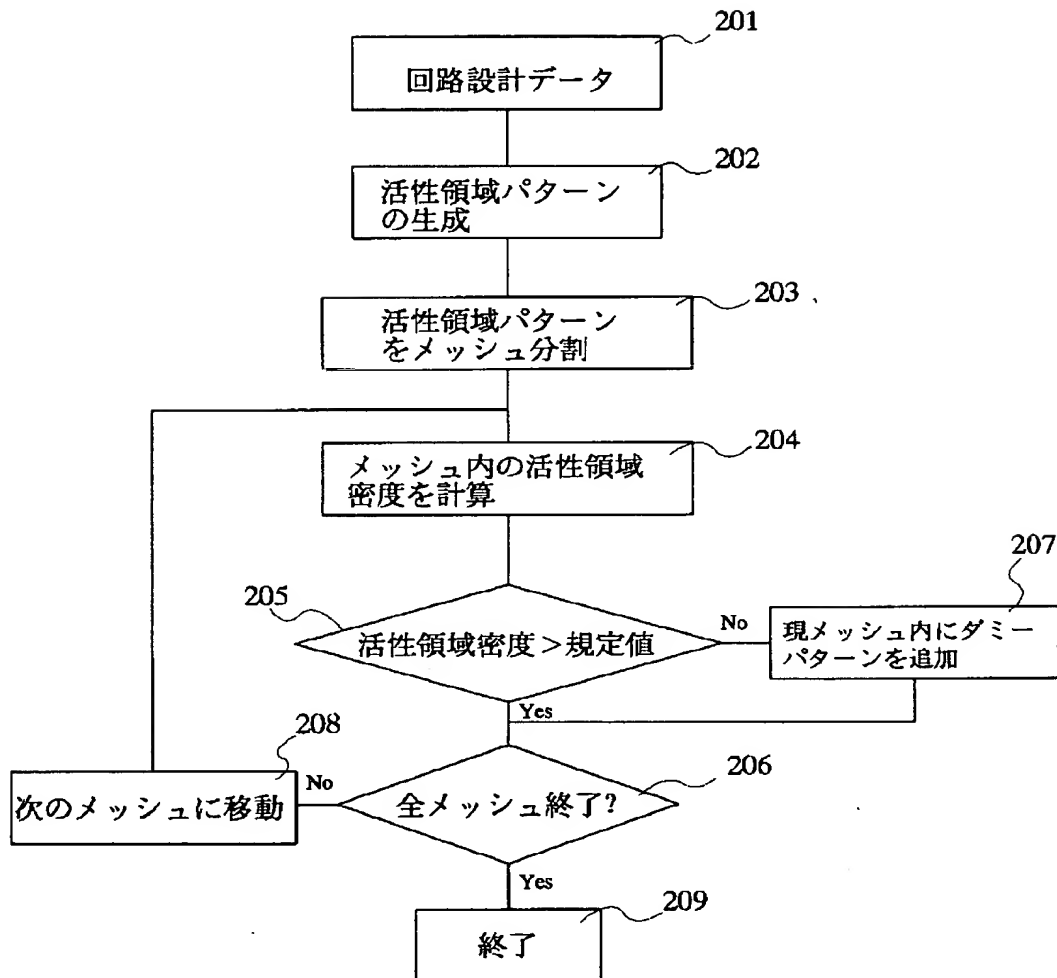 201
回路設計データ
202
活性領域パターン
の生成
203
活性領域パターン
をメッシュ分割
204
メッシュ内の活性領域
密度を計算
205
活性領域密度>規定値
No
207
現メッシュ内にダミー
パターンを追加
Yes
208
次のメッシュに移動
No
全メッシュ終了?
206
Yes
209
終了